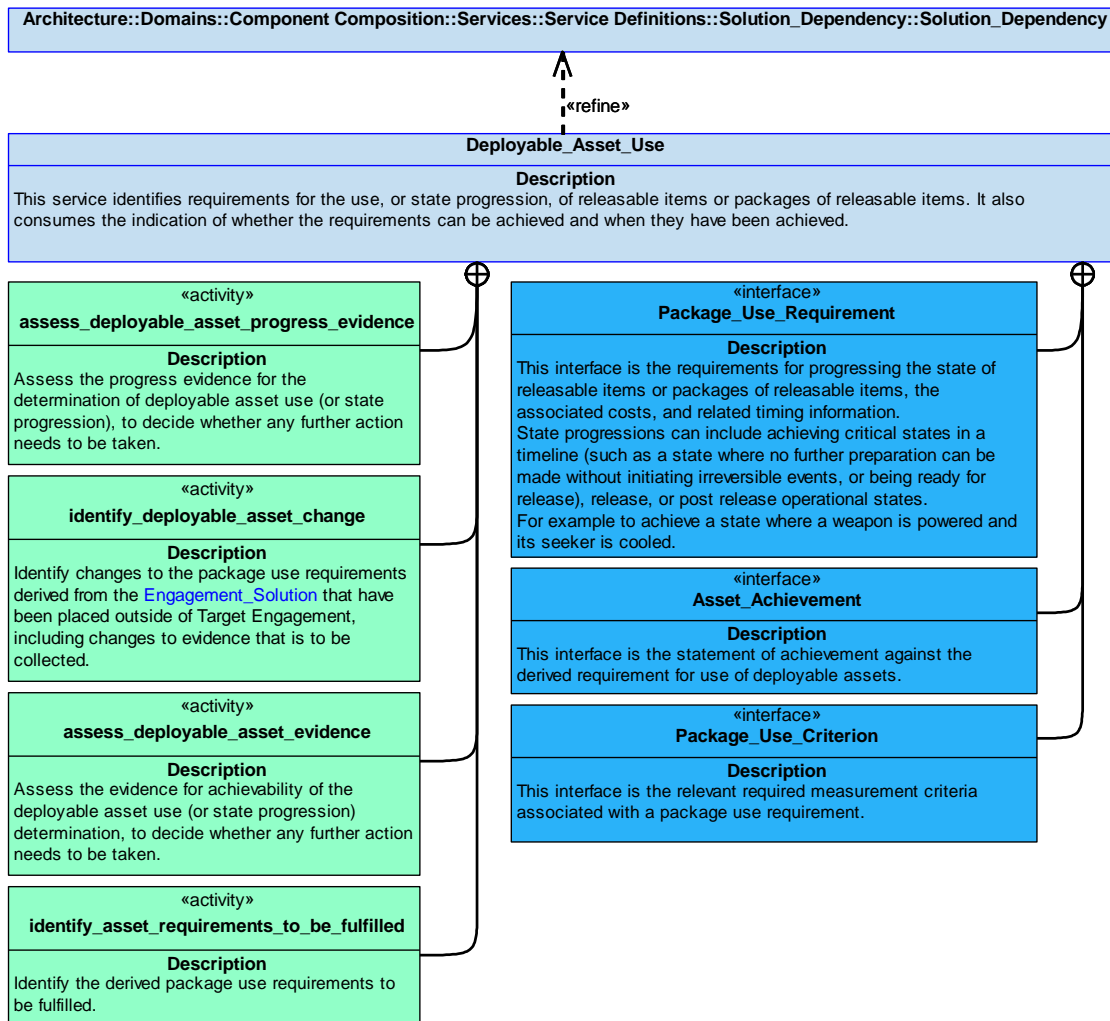 Architecture::Domains::Component Composition::Services::Service Definitions::Solution_Dependency::Solution_Dependency
«refine»
Deployable_Asset_Use
Description
This service identifies requirements for the use, or state progression, of releasable items or packages of releasable items. It also
consumes the indication of whether the requirements can be achieved and when they have been achieved.
«activity»
assess_deployable_asset_progress_evidence
Description
Assess the progress evidence for the
determination of deployable asset use (or state
progression), to decide whether any further action
needs to be taken.
«activity»
identify_deployable_asset_change
Description
Identify changes to the package use requirements
derived from the Engagement_Solution that have
been placed outside of Target Engagement,
including changes to evidence that is to be
collected.
«activity»
assess_deployable_asset_evidence
Description
Assess the evidence for achievability of the
deployable asset use (or state progression)
determination, to decide whether any further action
needs to be taken.
«activity»
identify_asset_requirements_to_be_fulfilled
Description
Identify the derived package use requirements to
be fulfilled.
«interface»
Package_Use_Requirement
Description
This interface is the requirements for progressing the state of
releasable items or packages of releasable items, the
associated costs, and related timing information.
State progressions can include achieving critical states in a
timeline (such as a state where no further preparation can be
made without initiating irreversible events, or being ready for
release), release, or post release operational states.
For example to achieve a state where a weapon is powered and
its seeker is cooled.
«interface»
Asset_Achievement
Description
This interface is the statement of achievement against the
derived requirement for use of deployable assets.
«interface»
Package_Use_Criterion
Description
This interface is the relevant required measurement criteria
associated with a package use requirement.